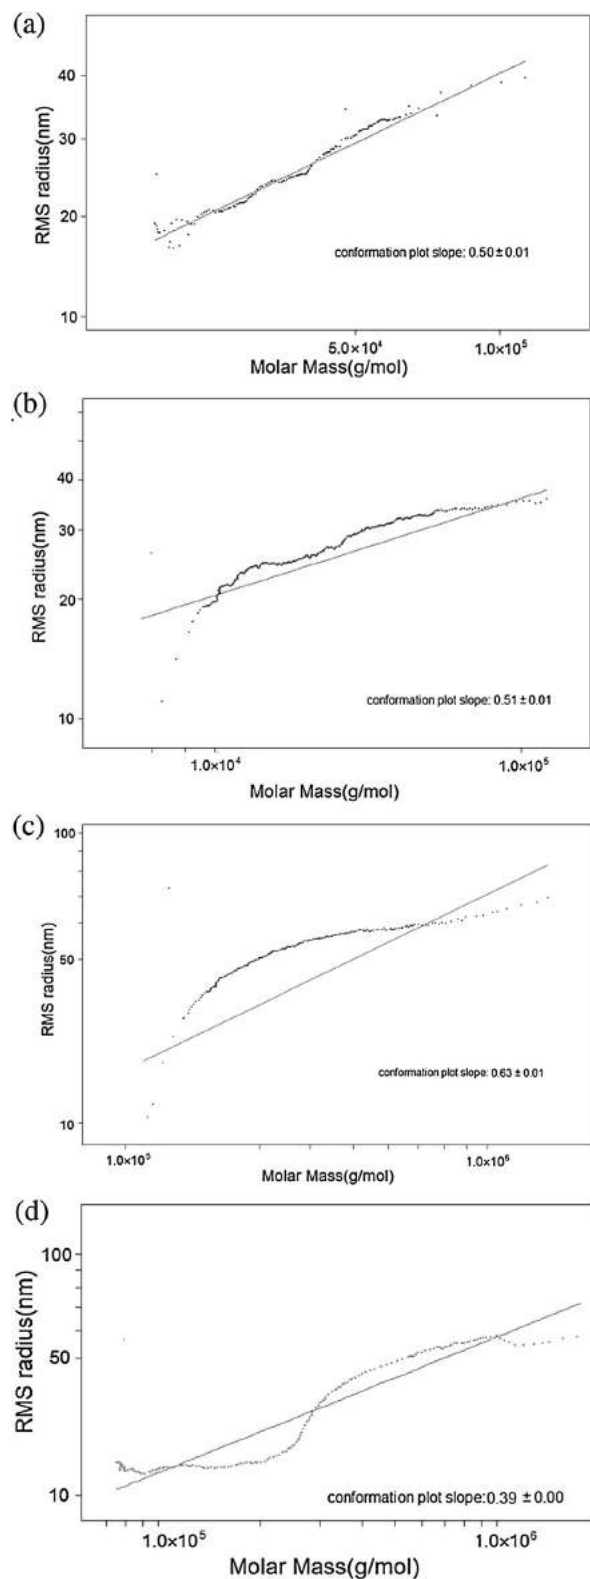 (a)
40
30
20
10
RMS radius(nm)
conformation plot slope: 0.50±0.01
5.0×10⁴ 1.0×10⁵
Molar Mass(g/mol)
(b)
40
30
20
10
RMS radius(nm)
conformation plot slope: 0.51±0.01
1.0×10⁴ 1.0×10⁵
Molar Mass(g/mol)
(c)
100
50
10
RMS radius(nm)
conformation plot slope: 0.63±0.01
1.0×10⁵ 1.0×10⁶
Molar Mass(g/mol)
(d)
100
50
10
RMS radius(nm)
conformation plot slope:0.39 ±0.00
1.0×10⁵ 1.0×10⁶
Molar Mass(g/mol)